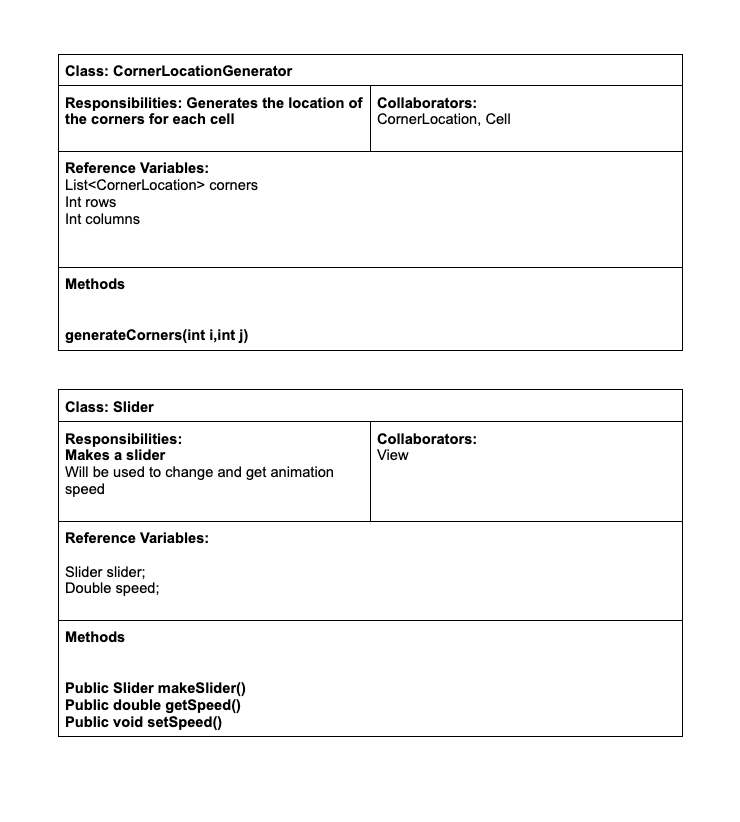 Class: CornerLocationGenerator
Responsibilities: Generates the location of
the corners for each cell
Collaborators:
CornerLocation, Cell
Reference Variables:
List<CornerLocation> corners
Int rows
Int columns
Methods
generateCorners(int i,int j)
Class: Slider
Responsibilities:
Makes a slider
Will be used to change and get animation
speed
Collaborators:
View
Reference Variables:
Slider slider;
Double speed;
Methods
Public Slider makeSlider()
Public double getSpeed()
Public void setSpeed()